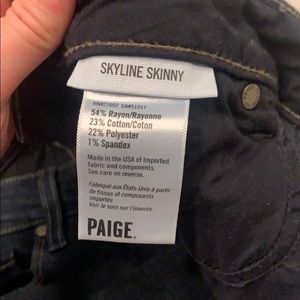 SKYLINE SKINNY
RN#27002 CA#51217
54% Rayon/Rayonne
23% Cotton/Coton
22% Polyester
1% Spandex
Made in the USA of Imported
fabric and components.
See care on reverse.
Fabriqué aux États-Unis à partir
de tissus et composants
importés
Voir le soin sur l'inverse
PAIGE.